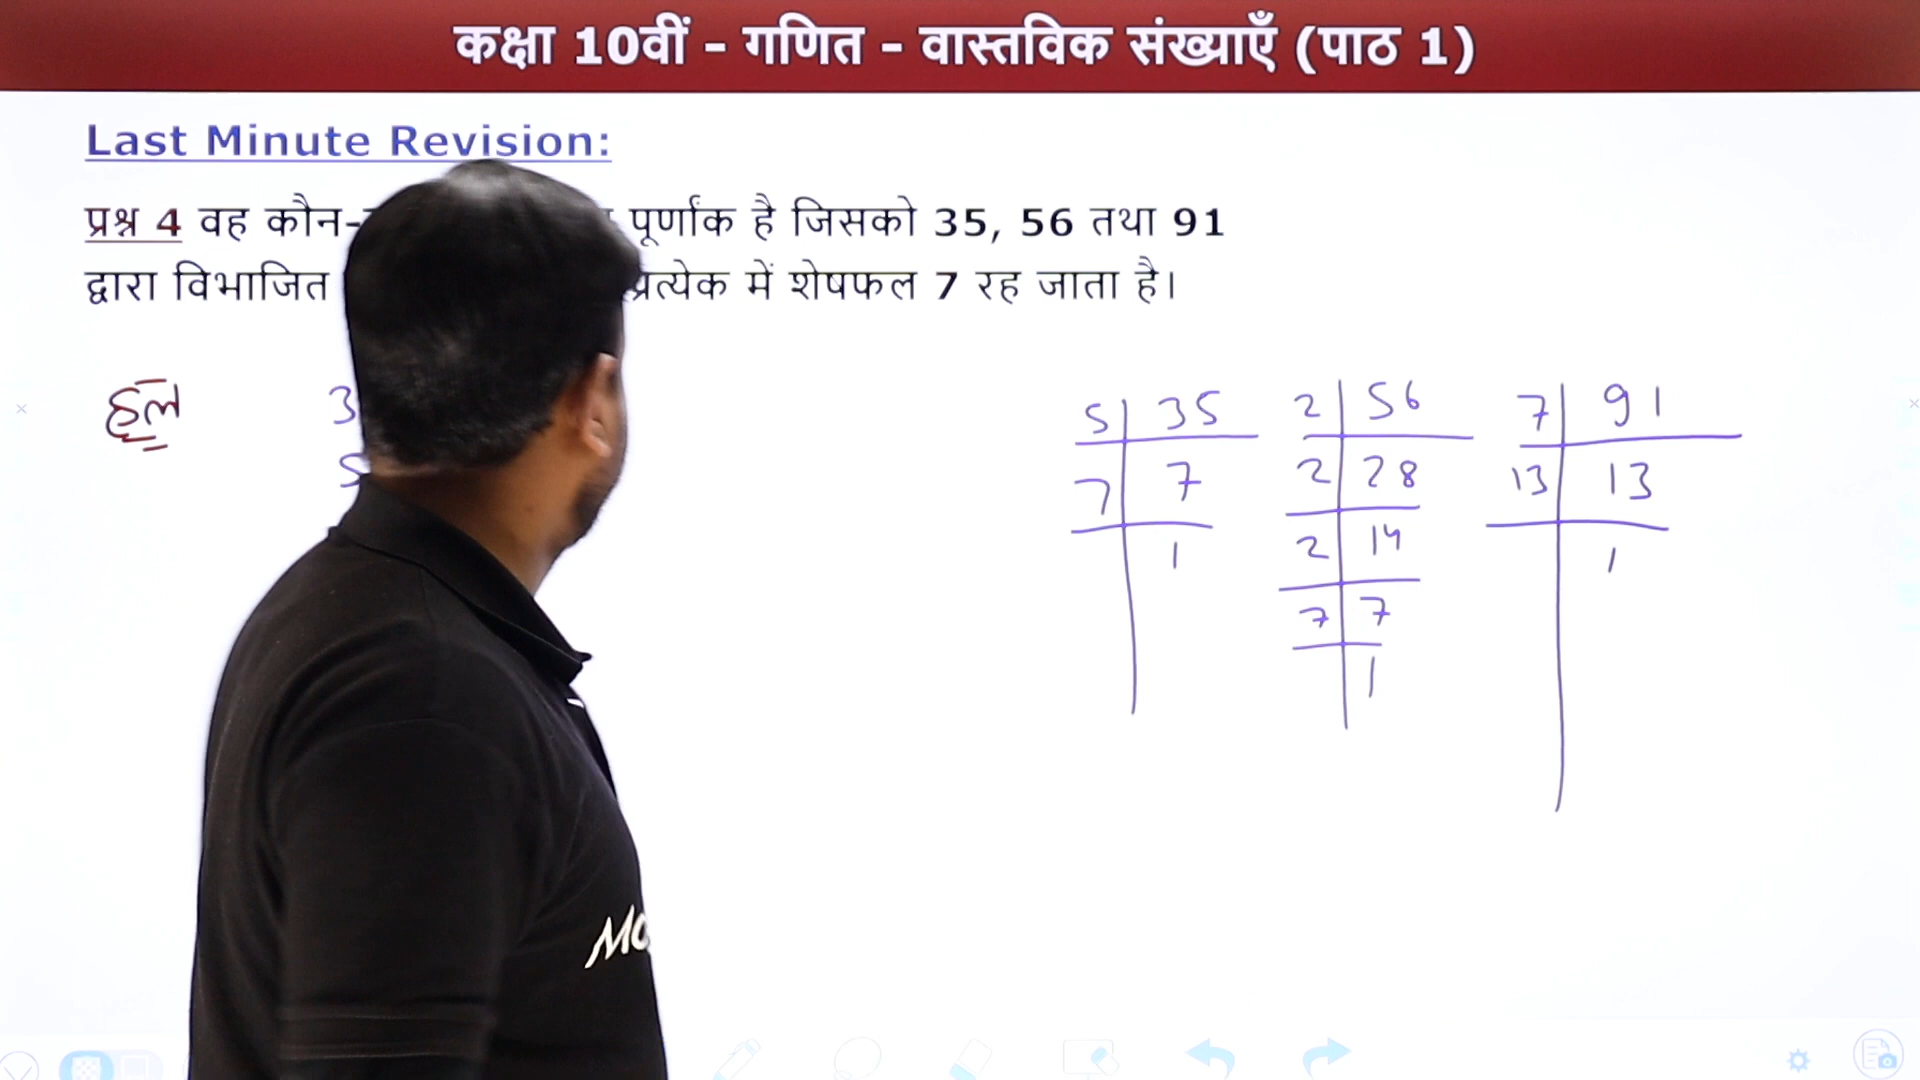 कक्षा 10वीं - गणित - वास्तविक संख्याएँ (पाठ 1)
Last Minute Revision:
प्रश्न 4 वह कौन- पूर्णांक है जिसको 35, 56 तथा 91
द्वारा विभाजित प्रत्येक में शेषफल 7 रह जाता है।
हल 3 5 35 2 56 7 91
5 7 7 2 28 13 13
1 2 14 1
7 7
1